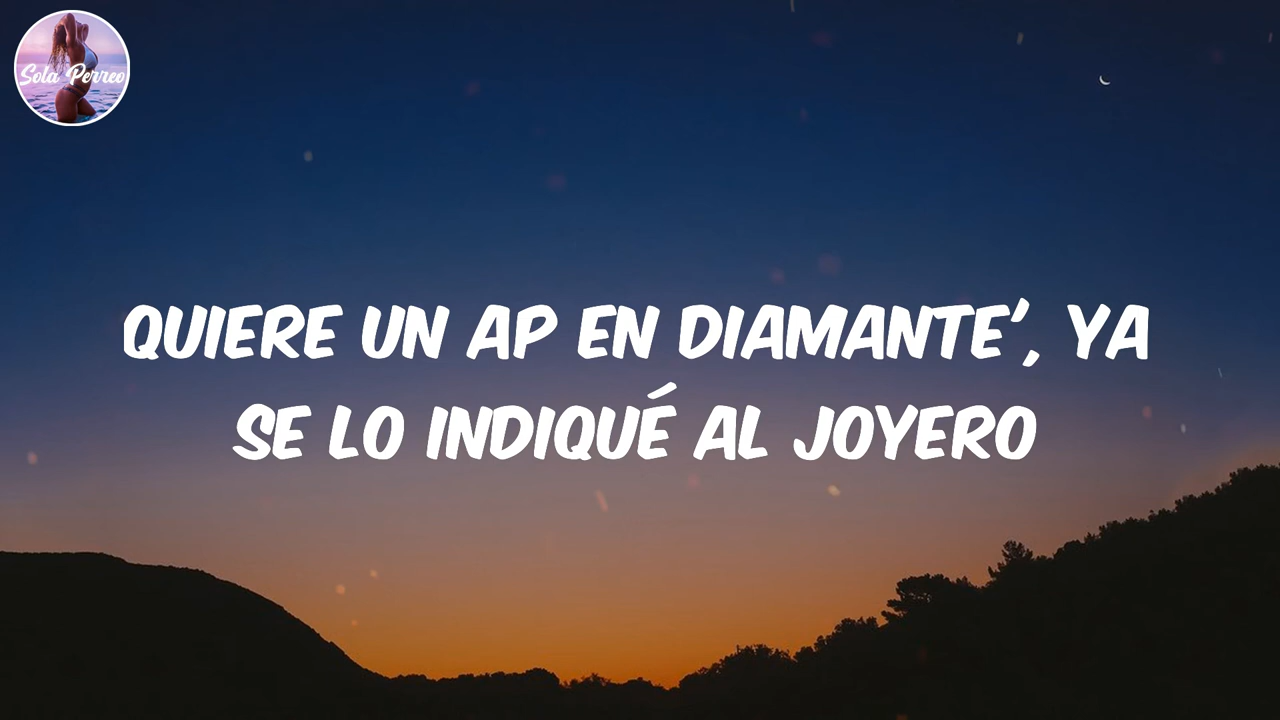 Sola Perreo
QUIERE UN AP EN DIAMANTE', YA
SE LO INDIQUÉ AL JOYERO